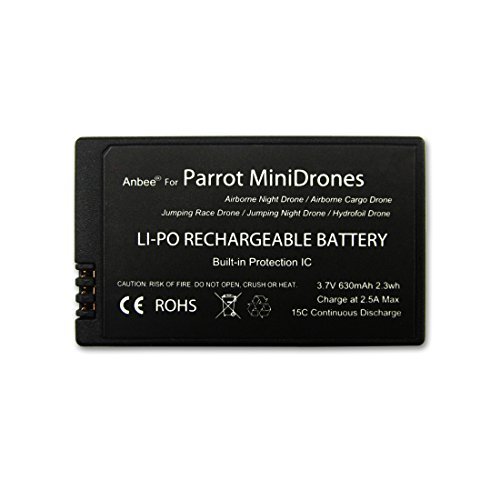 Anbee® For Parrot MiniDrones
Airborne Night Drone / Airborne Cargo Drone
Jumping Race Drone / Jumping Night Drone / Hydrofoil Drone
LI-PO RECHARGEABLE BATTERY
Built-in Protection IC
CAUTION: RISK OF FIRE. DO NOT OPEN, CRUSH OR HEAT.
3.7V 630mAh 2.3wh
CE ROHS
Charge at 2.5A Max
15C Continuous Discharge